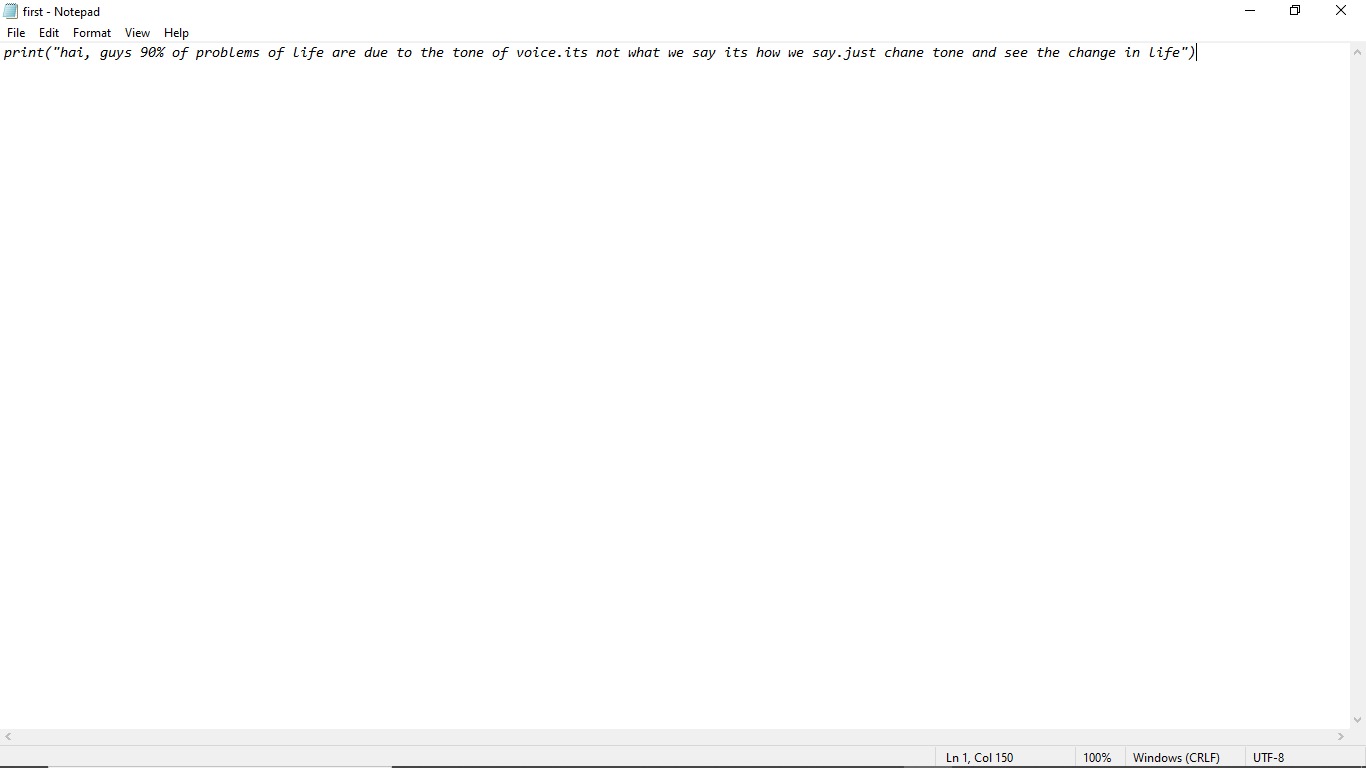 first - Notepad
File Edit Format View Help
print("hai, guys 90% of problems of life are due to the tone of voice.its not what we say its how we say.just chane tone and see the change in life")
Ln 1, Col 150 100% Windows (CRLF) UTF-8